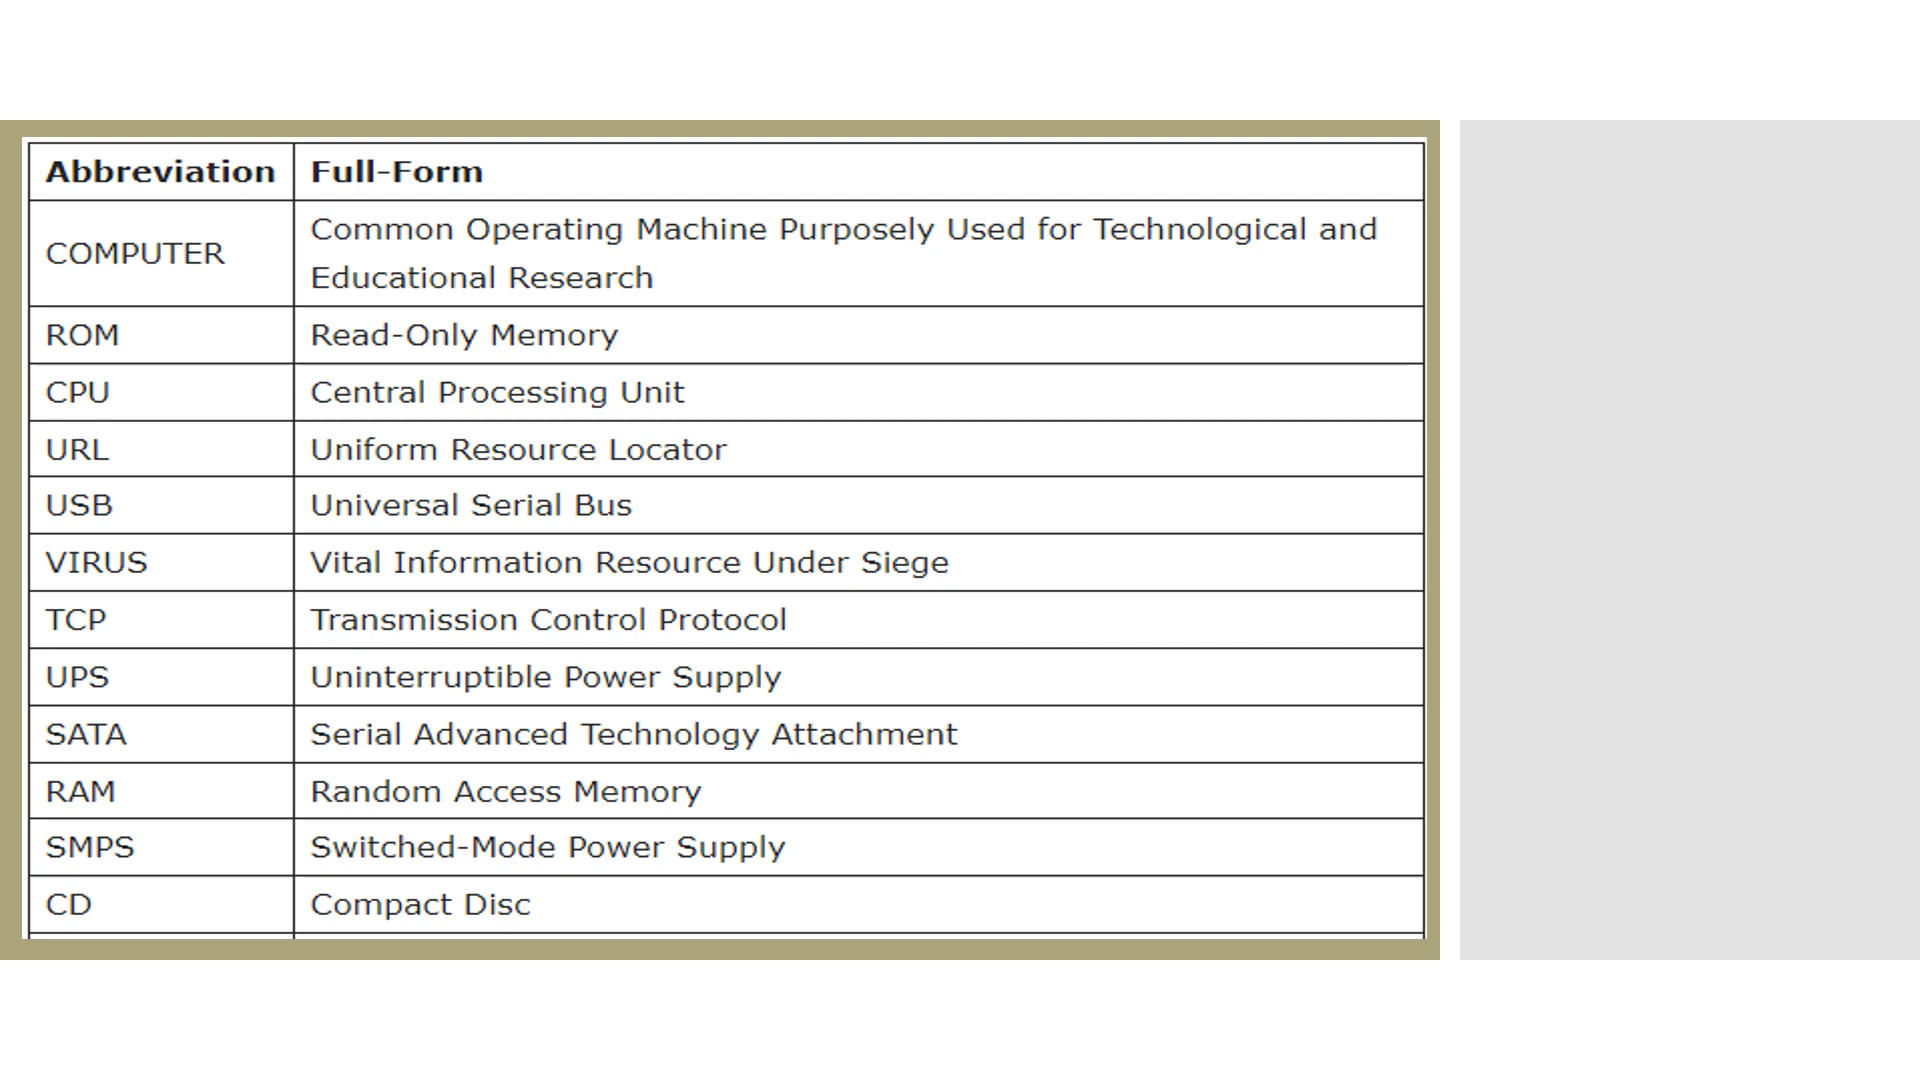 Abbreviation Full-Form
COMPUTER Common Operating Machine Purposely Used for Technological and
Educational Research
ROM Read-Only Memory
CPU Central Processing Unit
URL Uniform Resource Locator
USB Universal Serial Bus
VIRUS Vital Information Resource Under Siege
TCP Transmission Control Protocol
UPS Uninterruptible Power Supply
SATA Serial Advanced Technology Attachment
RAM Random Access Memory
SMPS Switched-Mode Power Supply
CD Compact Disc